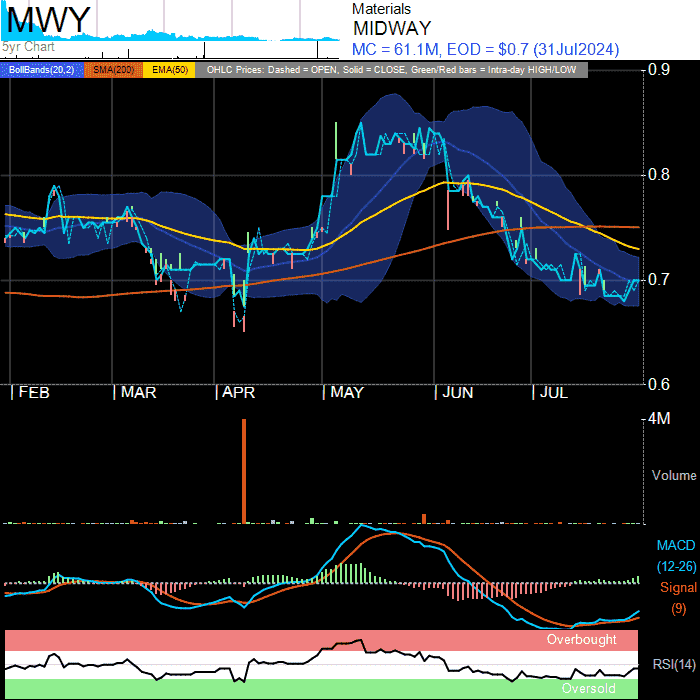 MWY
5yr Chart
Materials
MIDWAY
MC = 61.1M, EOD = $0.7 (31Jul2024)
BollBands(20,2) SMA(200) EMA(50) OHLC Prices: Dashed = OPEN, Solid = CLOSE, Green/Red bars = Intra-day HIGH/LOW
0.9
0.8
0.7
0.6
FEB MAR APR MAY JUN JUL
4M
Volume
MACD
(12-26)
Signal
(9)
Overbought
RSI(14)
Oversold